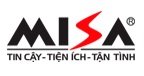 MISA®
TIN CẬY-TIỆN ÍCH-TẬN TÌNH